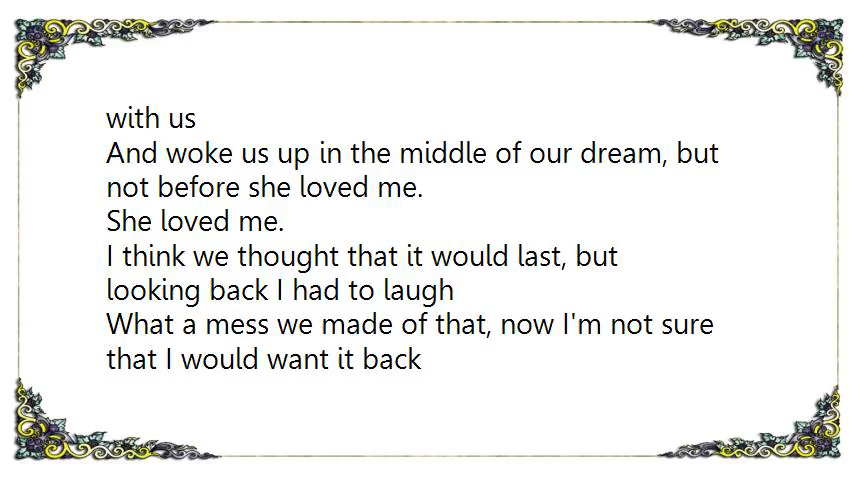 with us
And woke us up in the middle of our dream, but
not before she loved me.
She loved me.
I think we thought that it would last, but
looking back I had to laugh
What a mess we made of that, now I'm not sure
that I would want it back